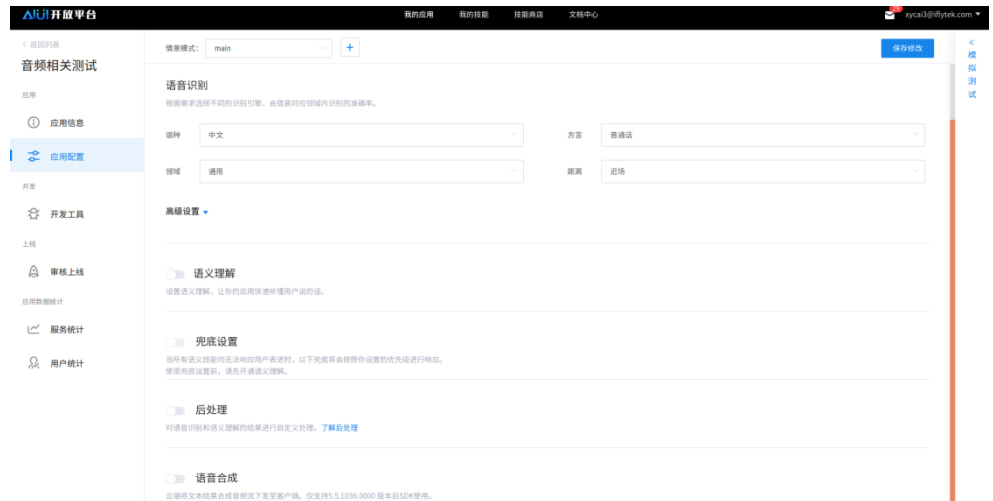 AIUI开放平台 我的应用 我的技能 技能商店 文档中心 xycai3@iflytek.com
< 返回列表
音频相关测试
应用
应用信息
应用配置
开发
开发工具
上线
审核上线
应用数据统计
服务统计
用户统计
情景模式： main + 保存修改
语音识别
根据需求选择不同的识别引擎，会提高对应领域内识别的准确率。
语种 中文 方言 普通话
领域 通用 距离 近场
高级设置
语义理解
设置语义理解，让你的应用快速听懂用户说的话。
兜底设置
当所有语义技能均无法响应用户表述时，以下兜底将会按照你设置的优先级进行响应。
使用兜底设置前，请先开通语义理解。
后处理
对语音识别和语义理解的结果进行自定义处理。了解后处理
语音合成
云端将文本结果合成音频流下发至客户端。仅支持5.5.1036.0000 版本后SDK使用。
模拟测试